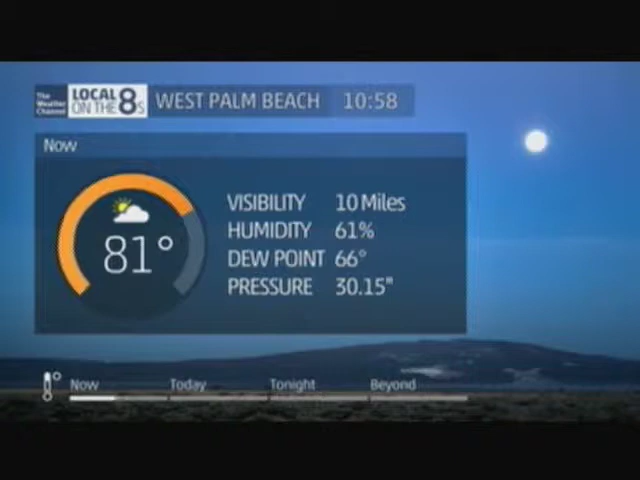 The Weather Channel LOCAL ON THE 8s WEST PALM BEACH 10:58
Now
81°
VISIBILITY 10 Miles
HUMIDITY 61%
DEW POINT 66°
PRESSURE 30.15"
Now Today Tonight Beyond